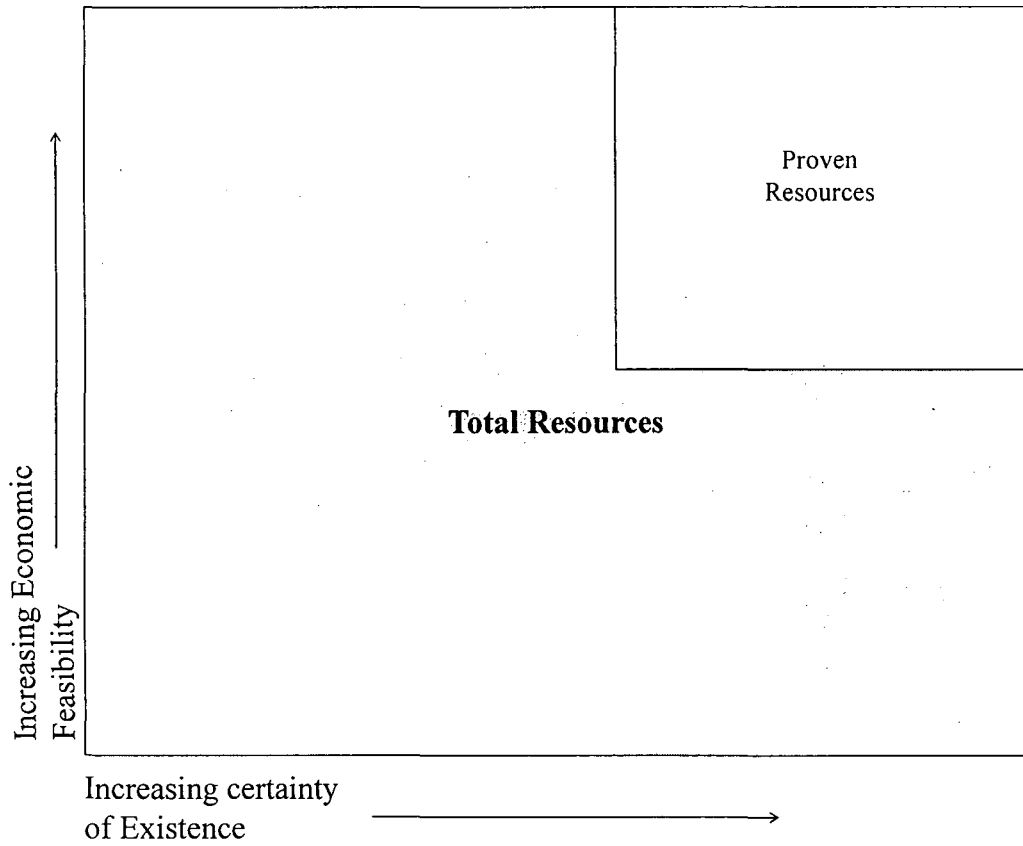 Proven
Resources
Total Resources
Increasing Economic
Feasibility
Increasing certainty
of Existence